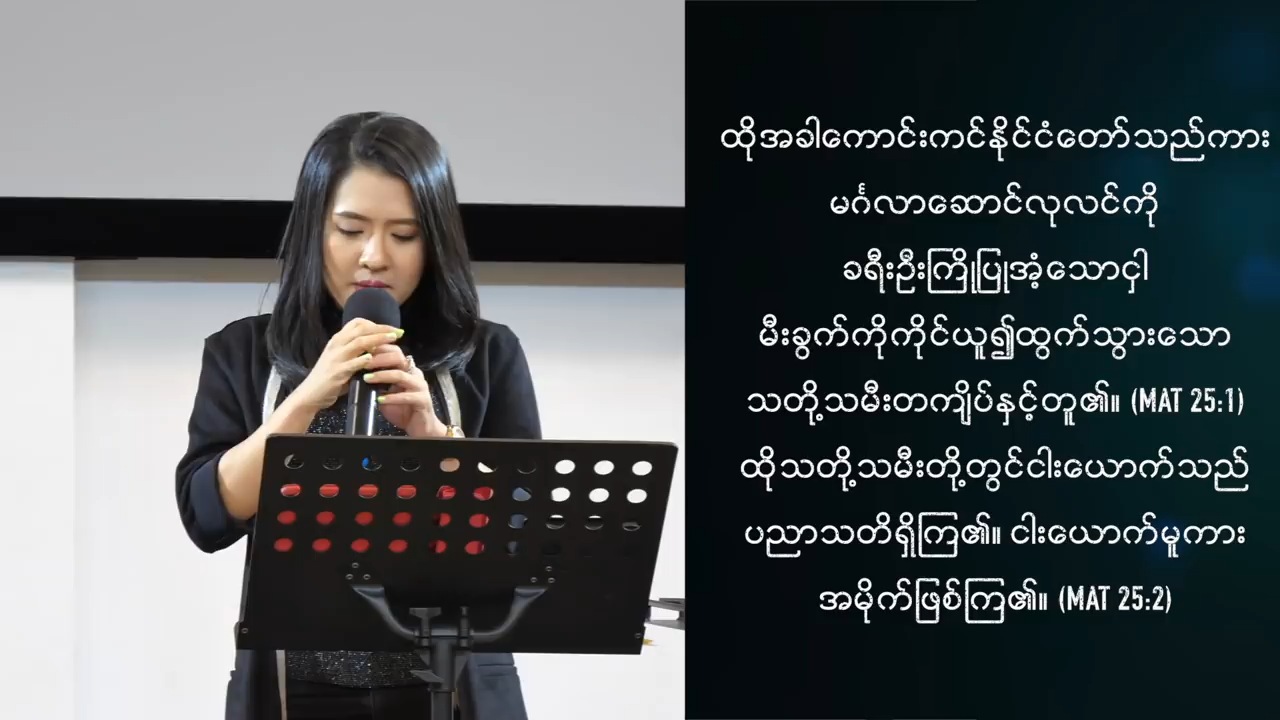 ထိုအခါကောင်းကင်နိုင်ငံတော်သည်ကား
မင်္ဂလာဆောင်လုလင်ကို
ခရီးဦးကြိုပြုအံ့သောငှါ
မီးခွက်ကိုကိုင်ယူ၍ထွက်သွားသော
သတို့သမီးတကျိပ်နှင့်တူ၏။ (MAT 25:1)
ထိုသတို့သမီးတို့တွင်ငါးယောက်သည်
ပညာသတိရှိကြ၏။ ငါးယောက်မူကား
အမိုက်ဖြစ်ကြ၏။ (MAT 25:2)